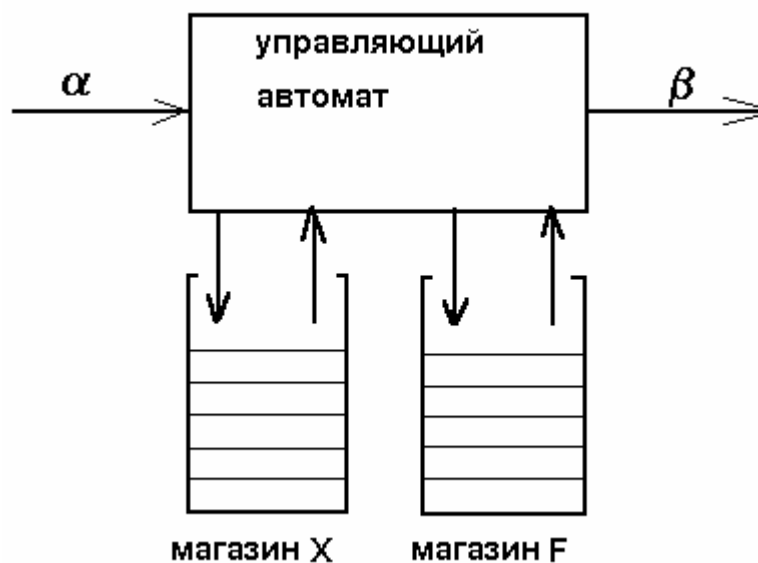 управляющий
автомат
α
β
магазин X
магазин F